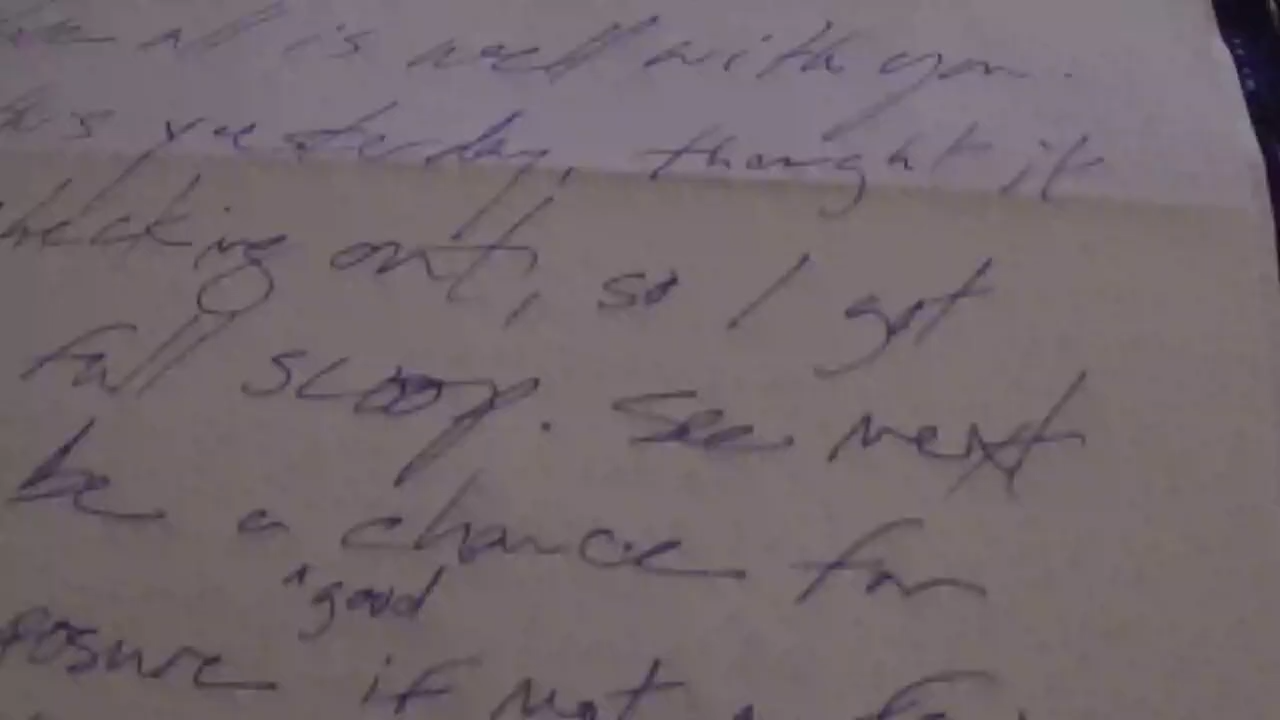 all is well with you.
yesterday, thought it
checking out, so I got
full scoop. See next
be a chance for
^good
posure if not a